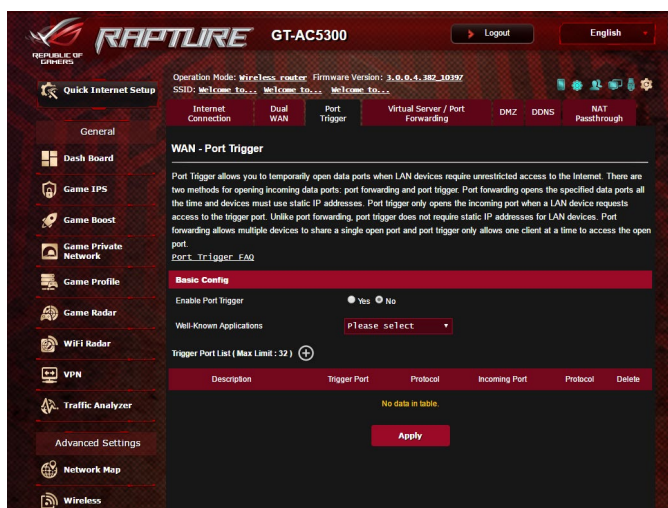 REPUBLIC OF
GAMERS
RAPTURE
GT-AC5300
Logout
English
Operation Mode: Wireless router Firmware Version: 3.0.0.4.382_10397
SSID: Welcome to... Welcome to... Welcome to...
Quick Internet Setup
General
Dash Board
Game IPS
Game Boost
Game Private
Network
Game Profile
Game Radar
WiFi Radar
VPN
Traffic Analyzer
Advanced Settings
Network Map
Wireless
Internet
Connection
Dual
WAN
Port
Trigger
Virtual Server / Port
Forwarding
DMZ
DDNS
NAT
Passthrough
WAN - Port Trigger
Port Trigger allows you to temporarily open data ports when LAN devices require unrestricted access to the Internet. There are
two methods for opening incoming data ports: port forwarding and port trigger. Port forwarding opens the specified data ports all
the time and devices must use static IP addresses. Port trigger only opens the incoming port when a LAN device requests
access to the trigger port. Unlike port forwarding, port trigger does not require static IP addresses for LAN devices. Port
forwarding allows multiple devices to share a single open port and port trigger only allows one client at a time to access the open
port.
Port Trigger FAQ
Basic Config
Enable Port Trigger
Yes No
Well-Known Applications
Please select
Trigger Port List ( Max Limit : 32 )
Description Trigger Port Protocol Incoming Port Protocol Delete
No data in table.
Apply